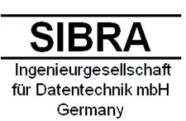 SIBRA
Ingenieurgesellschaft
für Datentechnik mbH
Germany